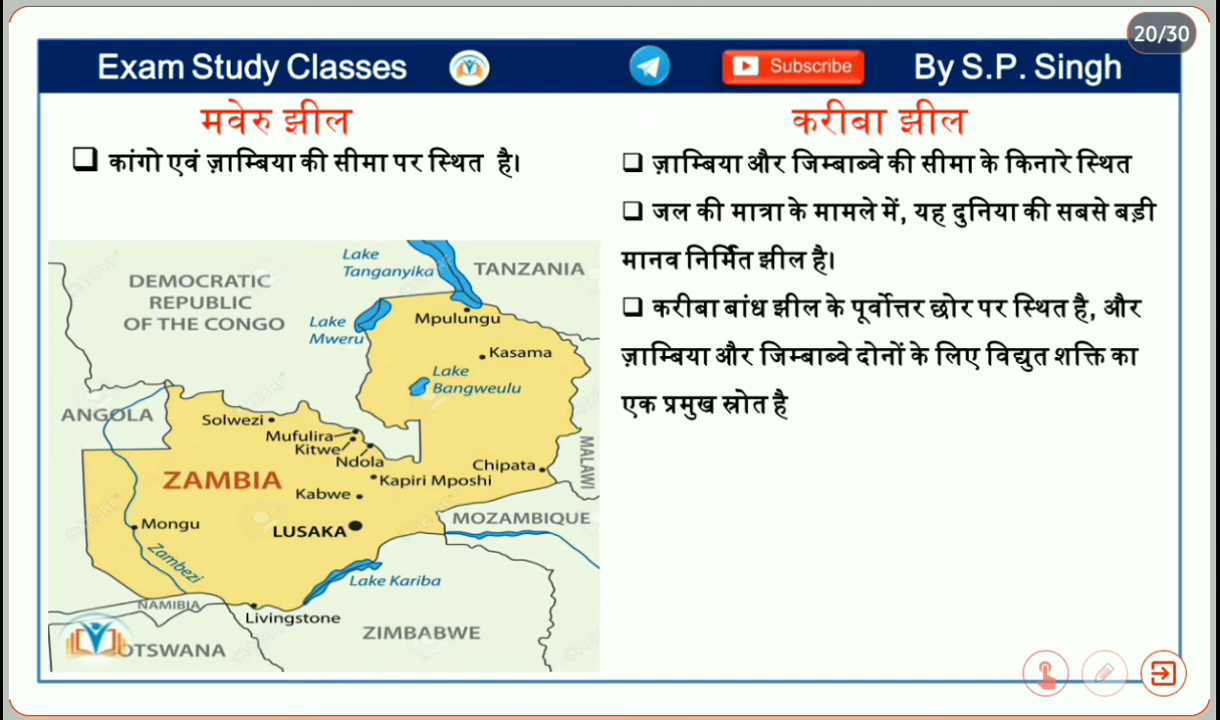 20/30
Exam Study Classes
Subscribe
By S.P. Singh
मवेरु झील
❑ कांगो एवं ज़ाम्बिया की सीमा पर स्थित है।
Lake
Tanganyika
TANZANIA
DEMOCRATIC
REPUBLIC
OF THE CONGO
Lake
Mweru
Mpulungu
Kasama
Lake
Bangweulu
ANGOLA
Solwezi
Mufulira
Kitwe
Ndola
Chipata
MALAWI
ZAMBIA
Kapiri Mposhi
Kabwe
Mongu
LUSAKA
MOZAMBIQUE
Zambezi
Lake Kariba
NAMIBIA
Livingstone
ZIMBABWE
OTSWANA
करीबा झील
❑ ज़ाम्बिया और जिम्बाब्वे की सीमा के किनारे स्थित
❑ जल की मात्रा के मामले में, यह दुनिया की सबसे बड़ी
मानव निर्मित झील है।
❑ करीबा बांध झील के पूर्वोत्तर छोर पर स्थित है, और
ज़ाम्बिया और जिम्बाब्वे दोनों के लिए विद्युत शक्ति का
एक प्रमुख स्रोत है